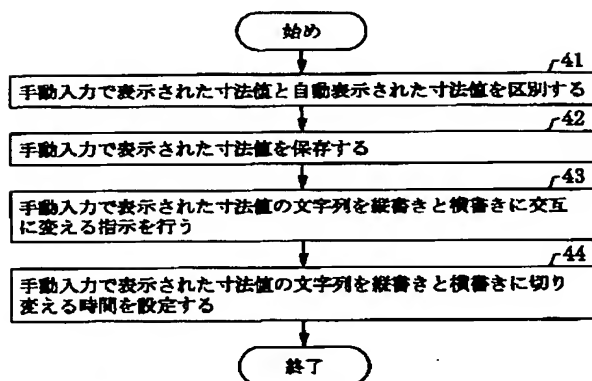 始め
41
手動入力で表示された寸法値と自動表示された寸法値を区別する
42
手動入力で表示された寸法値を保存する
43
手動入力で表示された寸法値の文字列を縦書きと横書きに交互
に変える指示を行う
44
手動入力で表示された寸法値の文字列を縦書きと横書きに切り
変える時間を設定する
終了